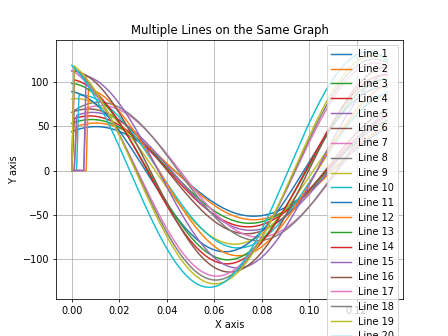 Multiple Lines on the Same Graph
Y axis
100
50
0
−50
−100
0.00
0.02
0.04
0.06
0.08
0.10
X axis
Line 1
Line 2
Line 3
Line 4
Line 5
Line 6
Line 7
Line 8
Line 9
Line 10
Line 11
Line 12
Line 13
Line 14
Line 15
Line 16
Line 17
Line 18
Line 19
Line 20